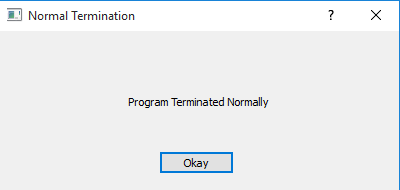 Normal Termination
?
Program Terminated Normally
Okay